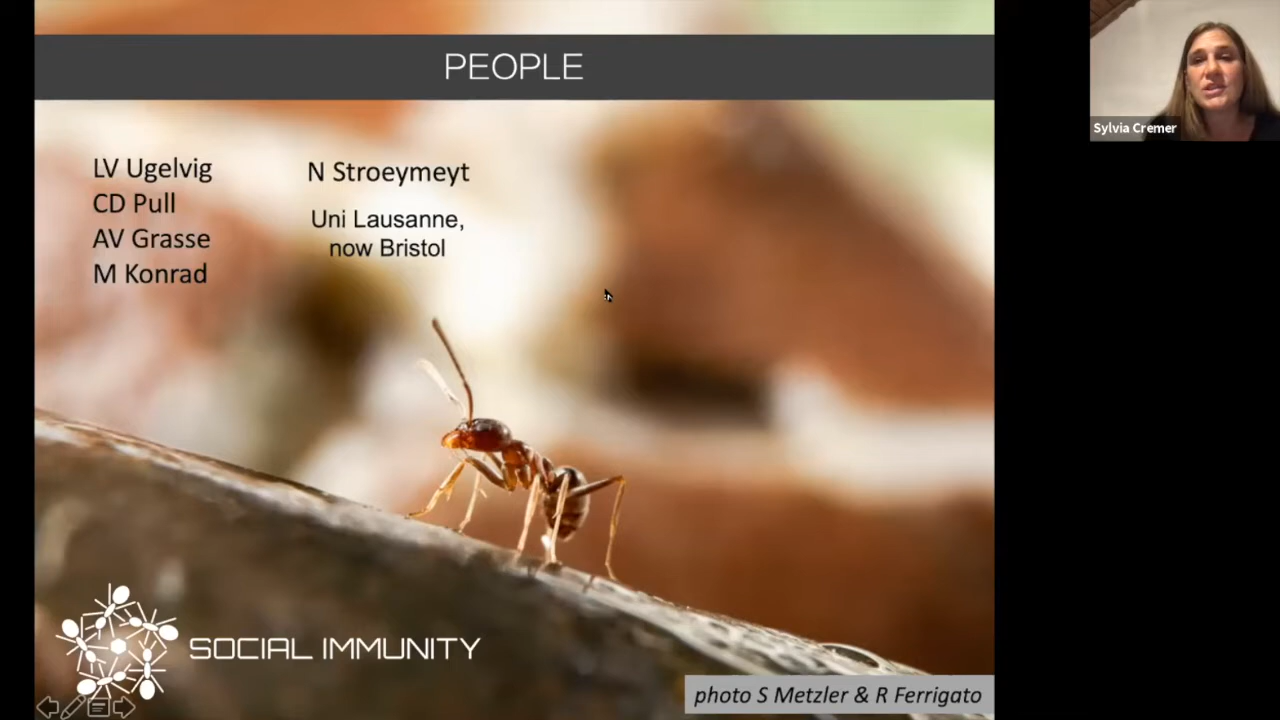 PEOPLE
LV Ugelvig
CD Pull
AV Grasse
M Konrad
N Stroeymeyt
Uni Lausanne,
now Bristol
SOCIAL IMMUNITY
photo S Metzler & R Ferrigato
Sylvia Cremer